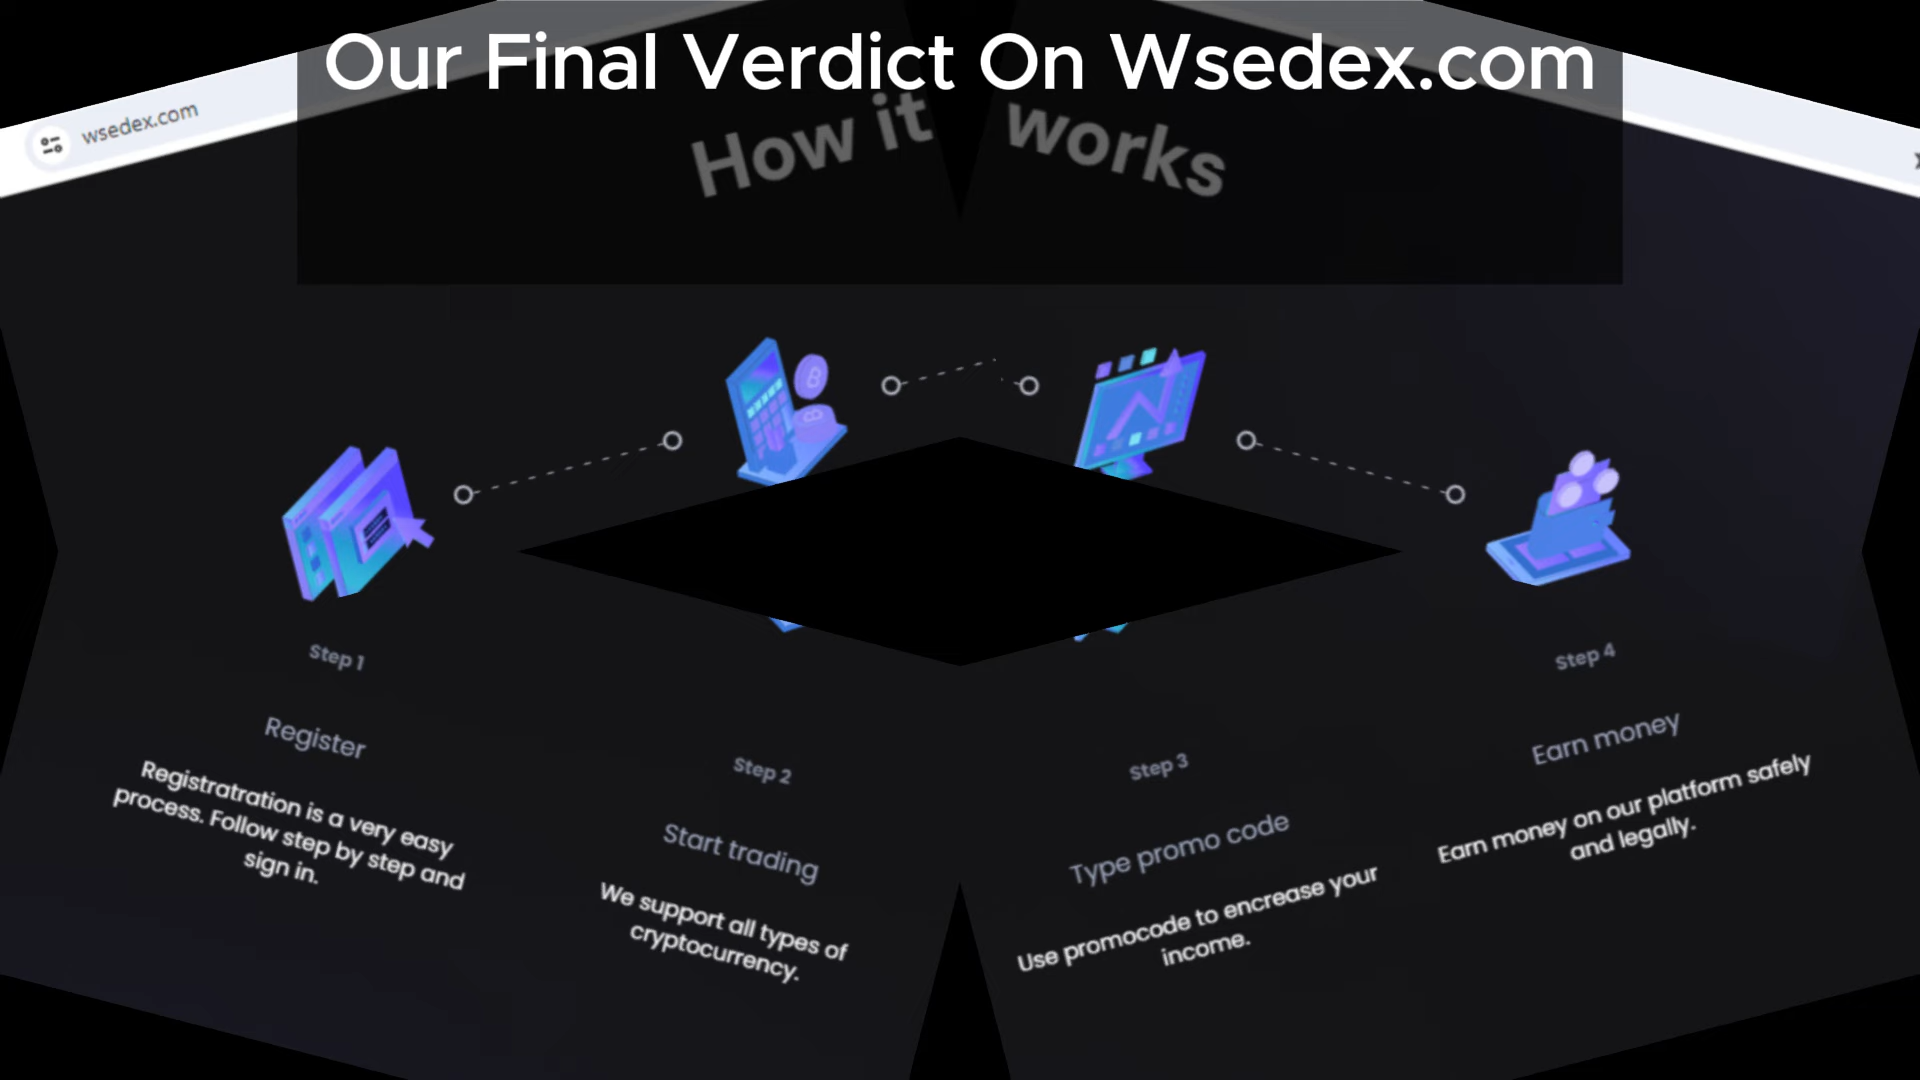 Our Final Verdict On Wsedex.com
wsedex.com
How it works
Step 1
Register
Registratration is a very easy
process. Follow step by step and
sign in.
Step 2
Start trading
We support all types of
cryptocurrency.
Step 3
Type promo code
Use promocode to encrease your
income.
Step 4
Earn money
Earn money on our platform safely
and legally.